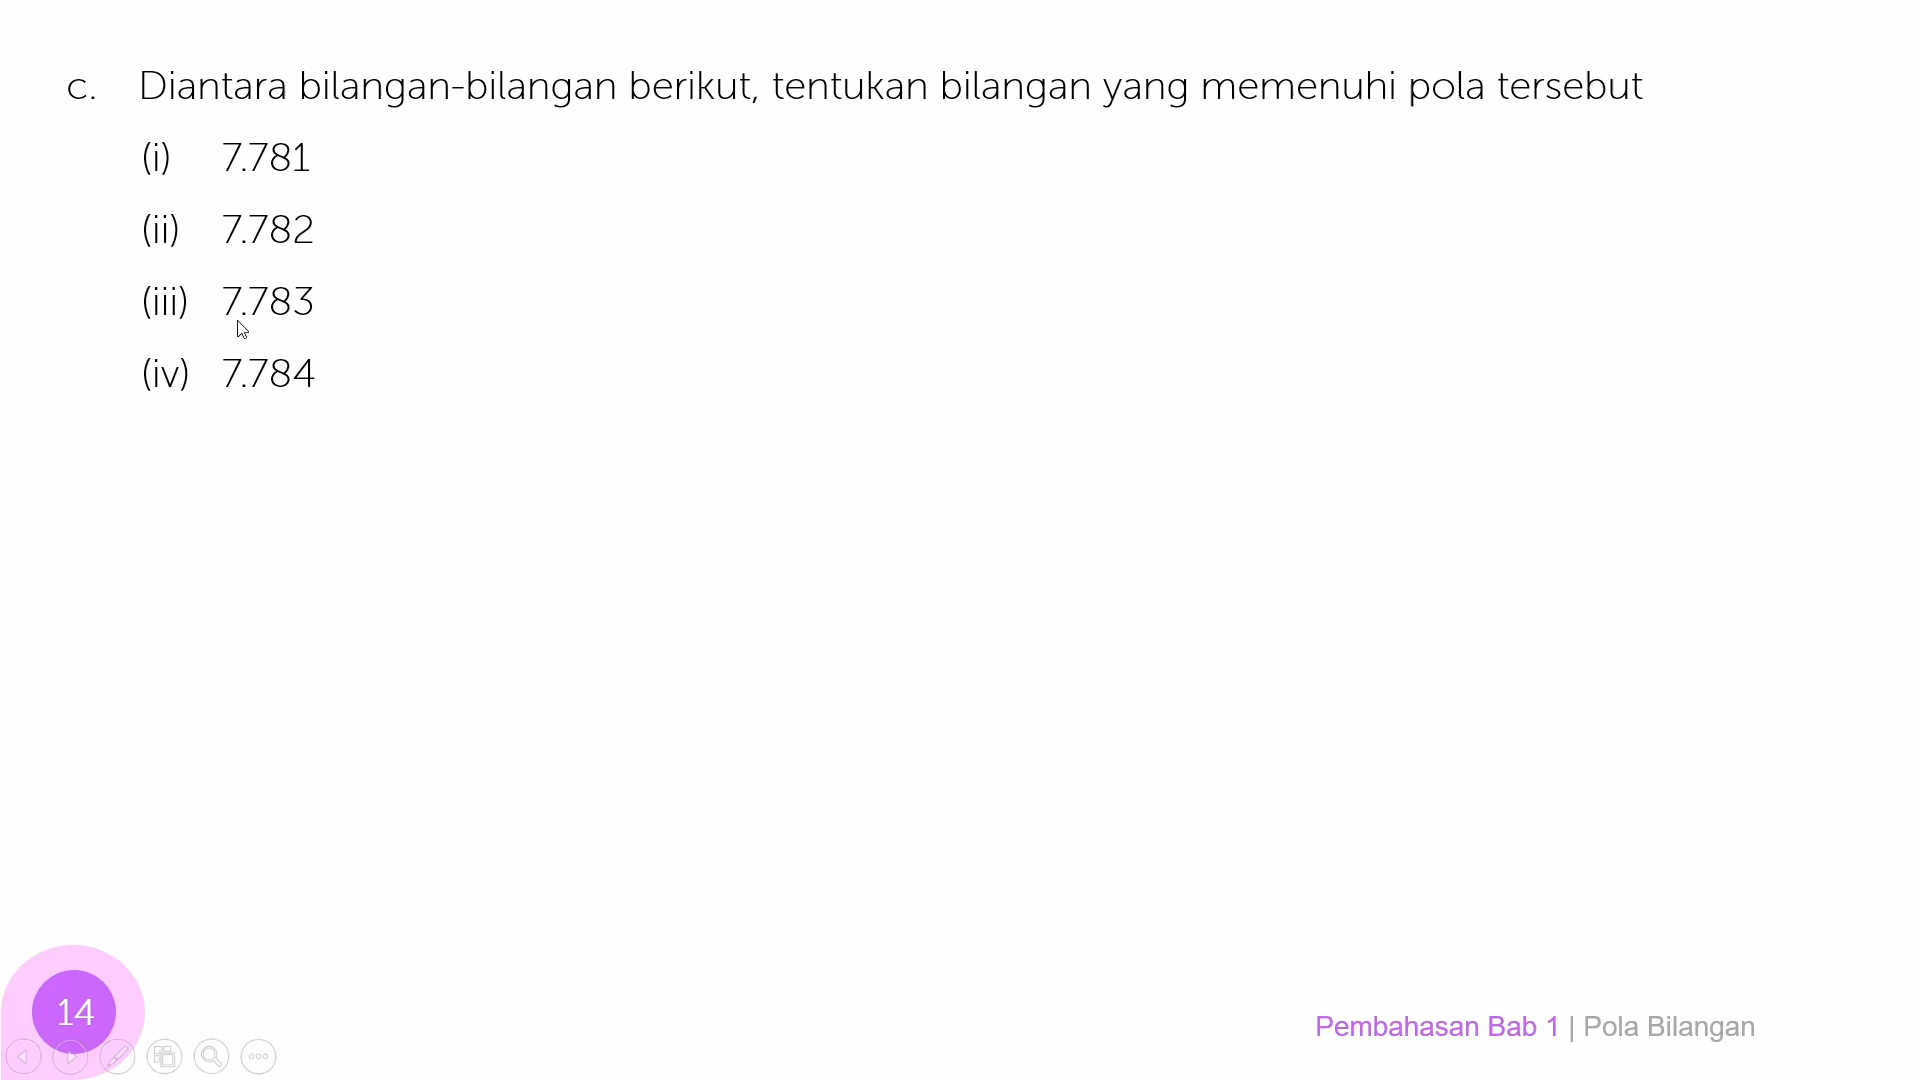 c. Diantara bilangan-bilangan berikut, tentukan bilangan yang memenuhi pola tersebut
(i) 7.781
(ii) 7.782
(iii) 7.783
(iv) 7.784
14
Pembahasan Bab 1 | Pola Bilangan